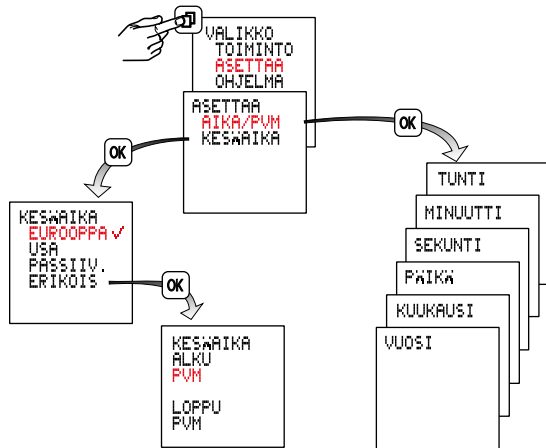 VALIKKO
TOIMINTO
ASETTAA
OHJELMA
ASETTAA
AIKA/PVM
KESÄAIKA
OK
OK
KESÄAIKA
EUROOPPA ✓
USA
PASSIIV.
ERIKOIS
OK
KESÄAIKA
ALKU
PVM
LOPPU
PVM
TUNTI
MINUUTTI
SEKUNTI
PÄIKÄ
KUUKAUSI
VUOSI